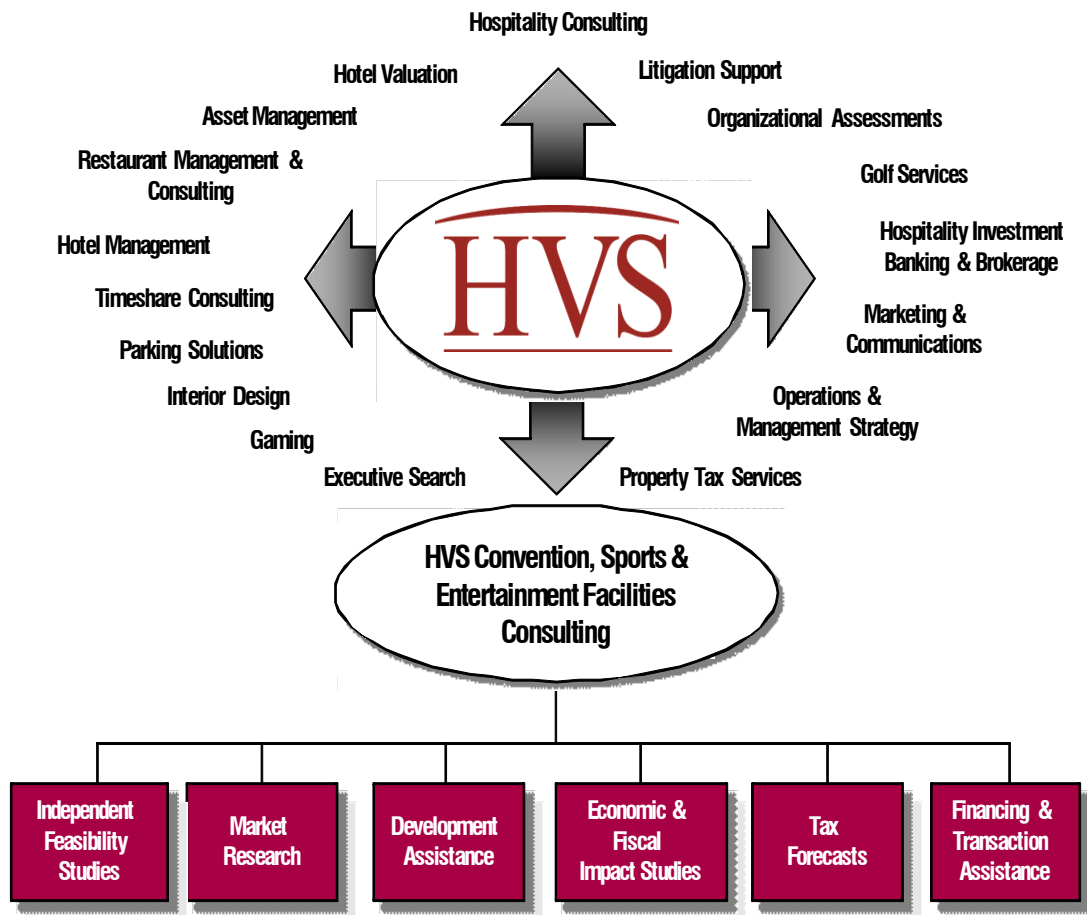 Hospitality Consulting
Hotel Valuation
Litigation Support
Asset Management
Organizational Assessments
Restaurant Management &
Consulting
Golf Services
HVS
Hotel Management
Hospitality Investment
Banking & Brokerage
Timeshare Consulting
Marketing &
Communications
Parking Solutions
Interior Design
Operations &
Management Strategy
Gaming
Executive Search
Property Tax Services
HVS Convention, Sports &
Entertainment Facilities
Consulting
Independent
Feasibility
Studies
Market
Research
Development
Assistance
Economic &
Fiscal
Impact Studies
Tax
Forecasts
Financing &
Transaction
Assistance